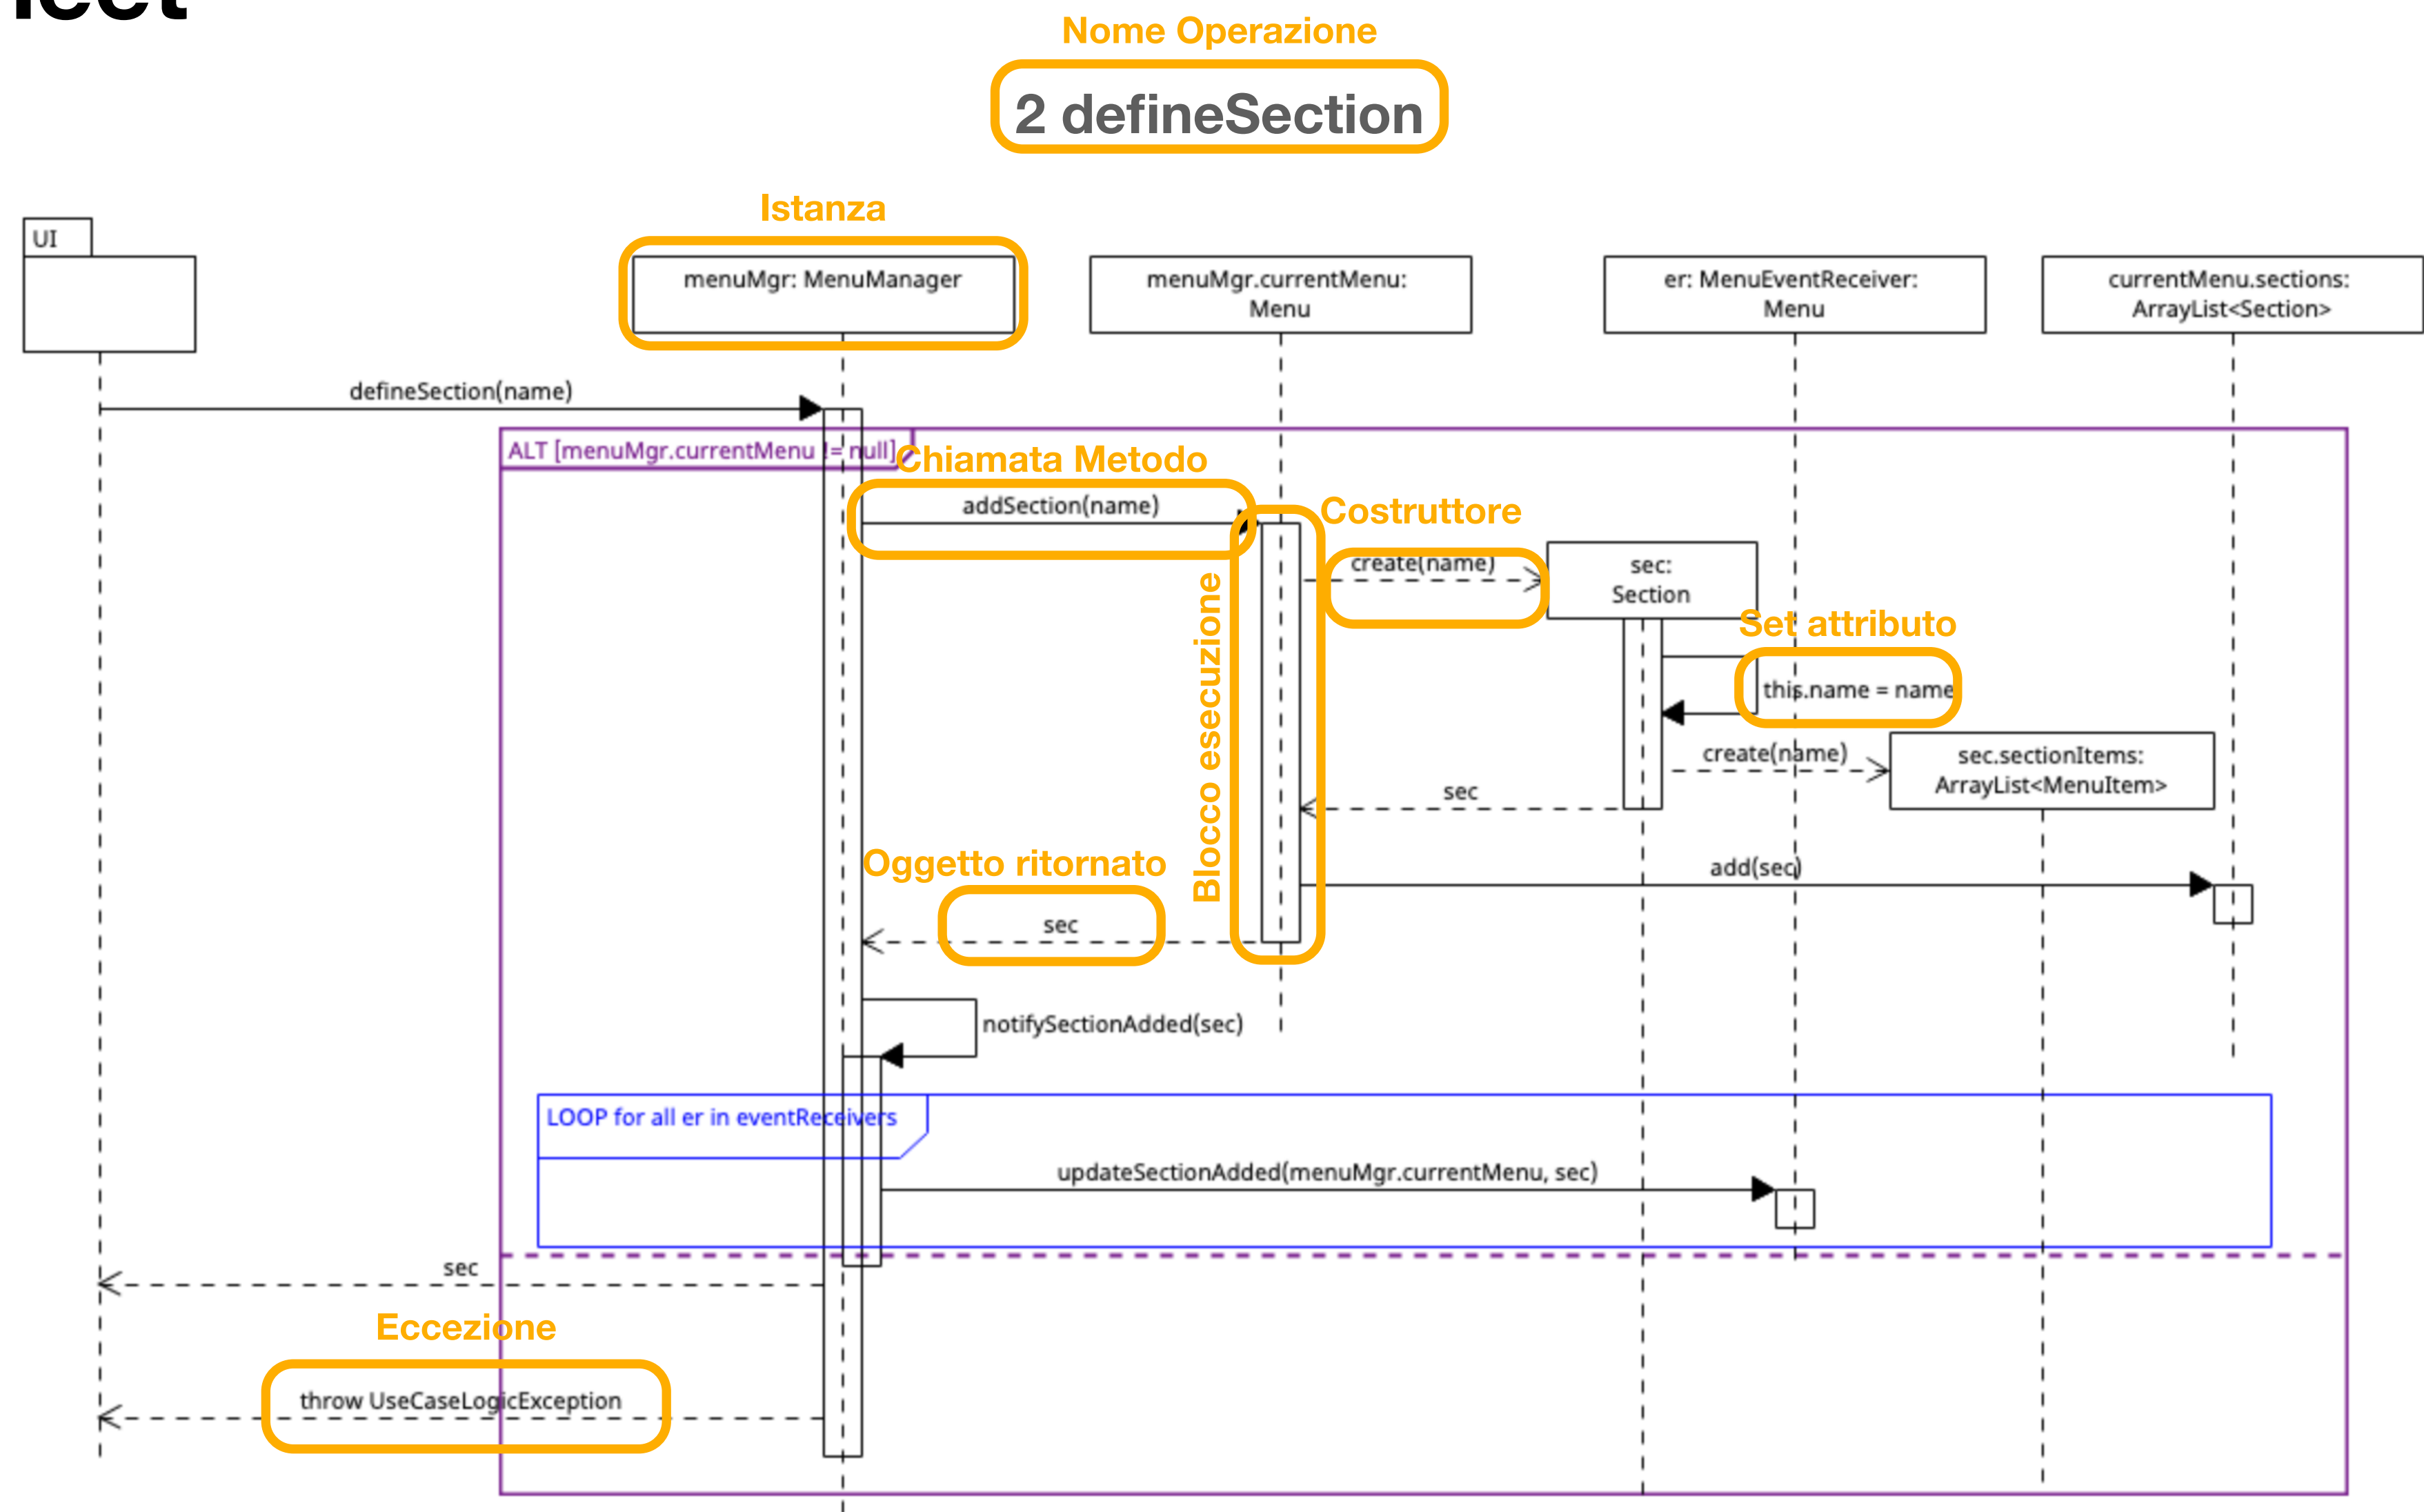 Nome Operazione
2 defineSection
Istanza
UI
menuMgr: MenuManager
menuMgr.currentMenu:
Menu
er: MenuEventReceiver:
Menu
currentMenu.sections:
ArrayList<Section>
defineSection(name)
ALT [menuMgr.currentMenu != null]
Chiamata Metodo
addSection(name)
Costruttore
create(name)
sec:
Section
Blocco esecuzione
Set attributo
this.name = name
create(name)
sec.sectionItems:
ArrayList<MenuItem>
sec
add(sec)
Oggetto ritornato
sec
notifySectionAdded(sec)
LOOP for all er in eventReceivers
updateSectionAdded(menuMgr.currentMenu, sec)
sec
Eccezione
throw UseCaseLogicException